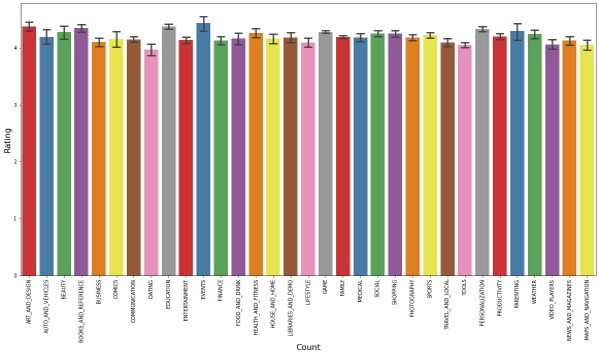 Rating
4
3
2
1
0
ART_AND_DESIGN
AUTO_AND_VEHICLES
BEAUTY
BOOKS_AND_REFERENCE
BUSINESS
COMICS
COMMUNICATION
DATING
EDUCATION
ENTERTAINMENT
EVENTS
FINANCE
FOOD_AND_DRINK
HEALTH_AND_FITNESS
HOUSE_AND_HOME
LIBRARIES_AND_DEMO
LIFESTYLE
GAME
FAMILY
MEDICAL
SOCIAL
SHOPPING
PHOTOGRAPHY
SPORTS
TRAVEL_AND_LOCAL
TOOLS
PERSONALIZATION
PRODUCTIVITY
PARENTING
WEATHER
VIDEO_PLAYERS
NEWS_AND_MAGAZINES
MAPS_AND_NAVIGATION
Count